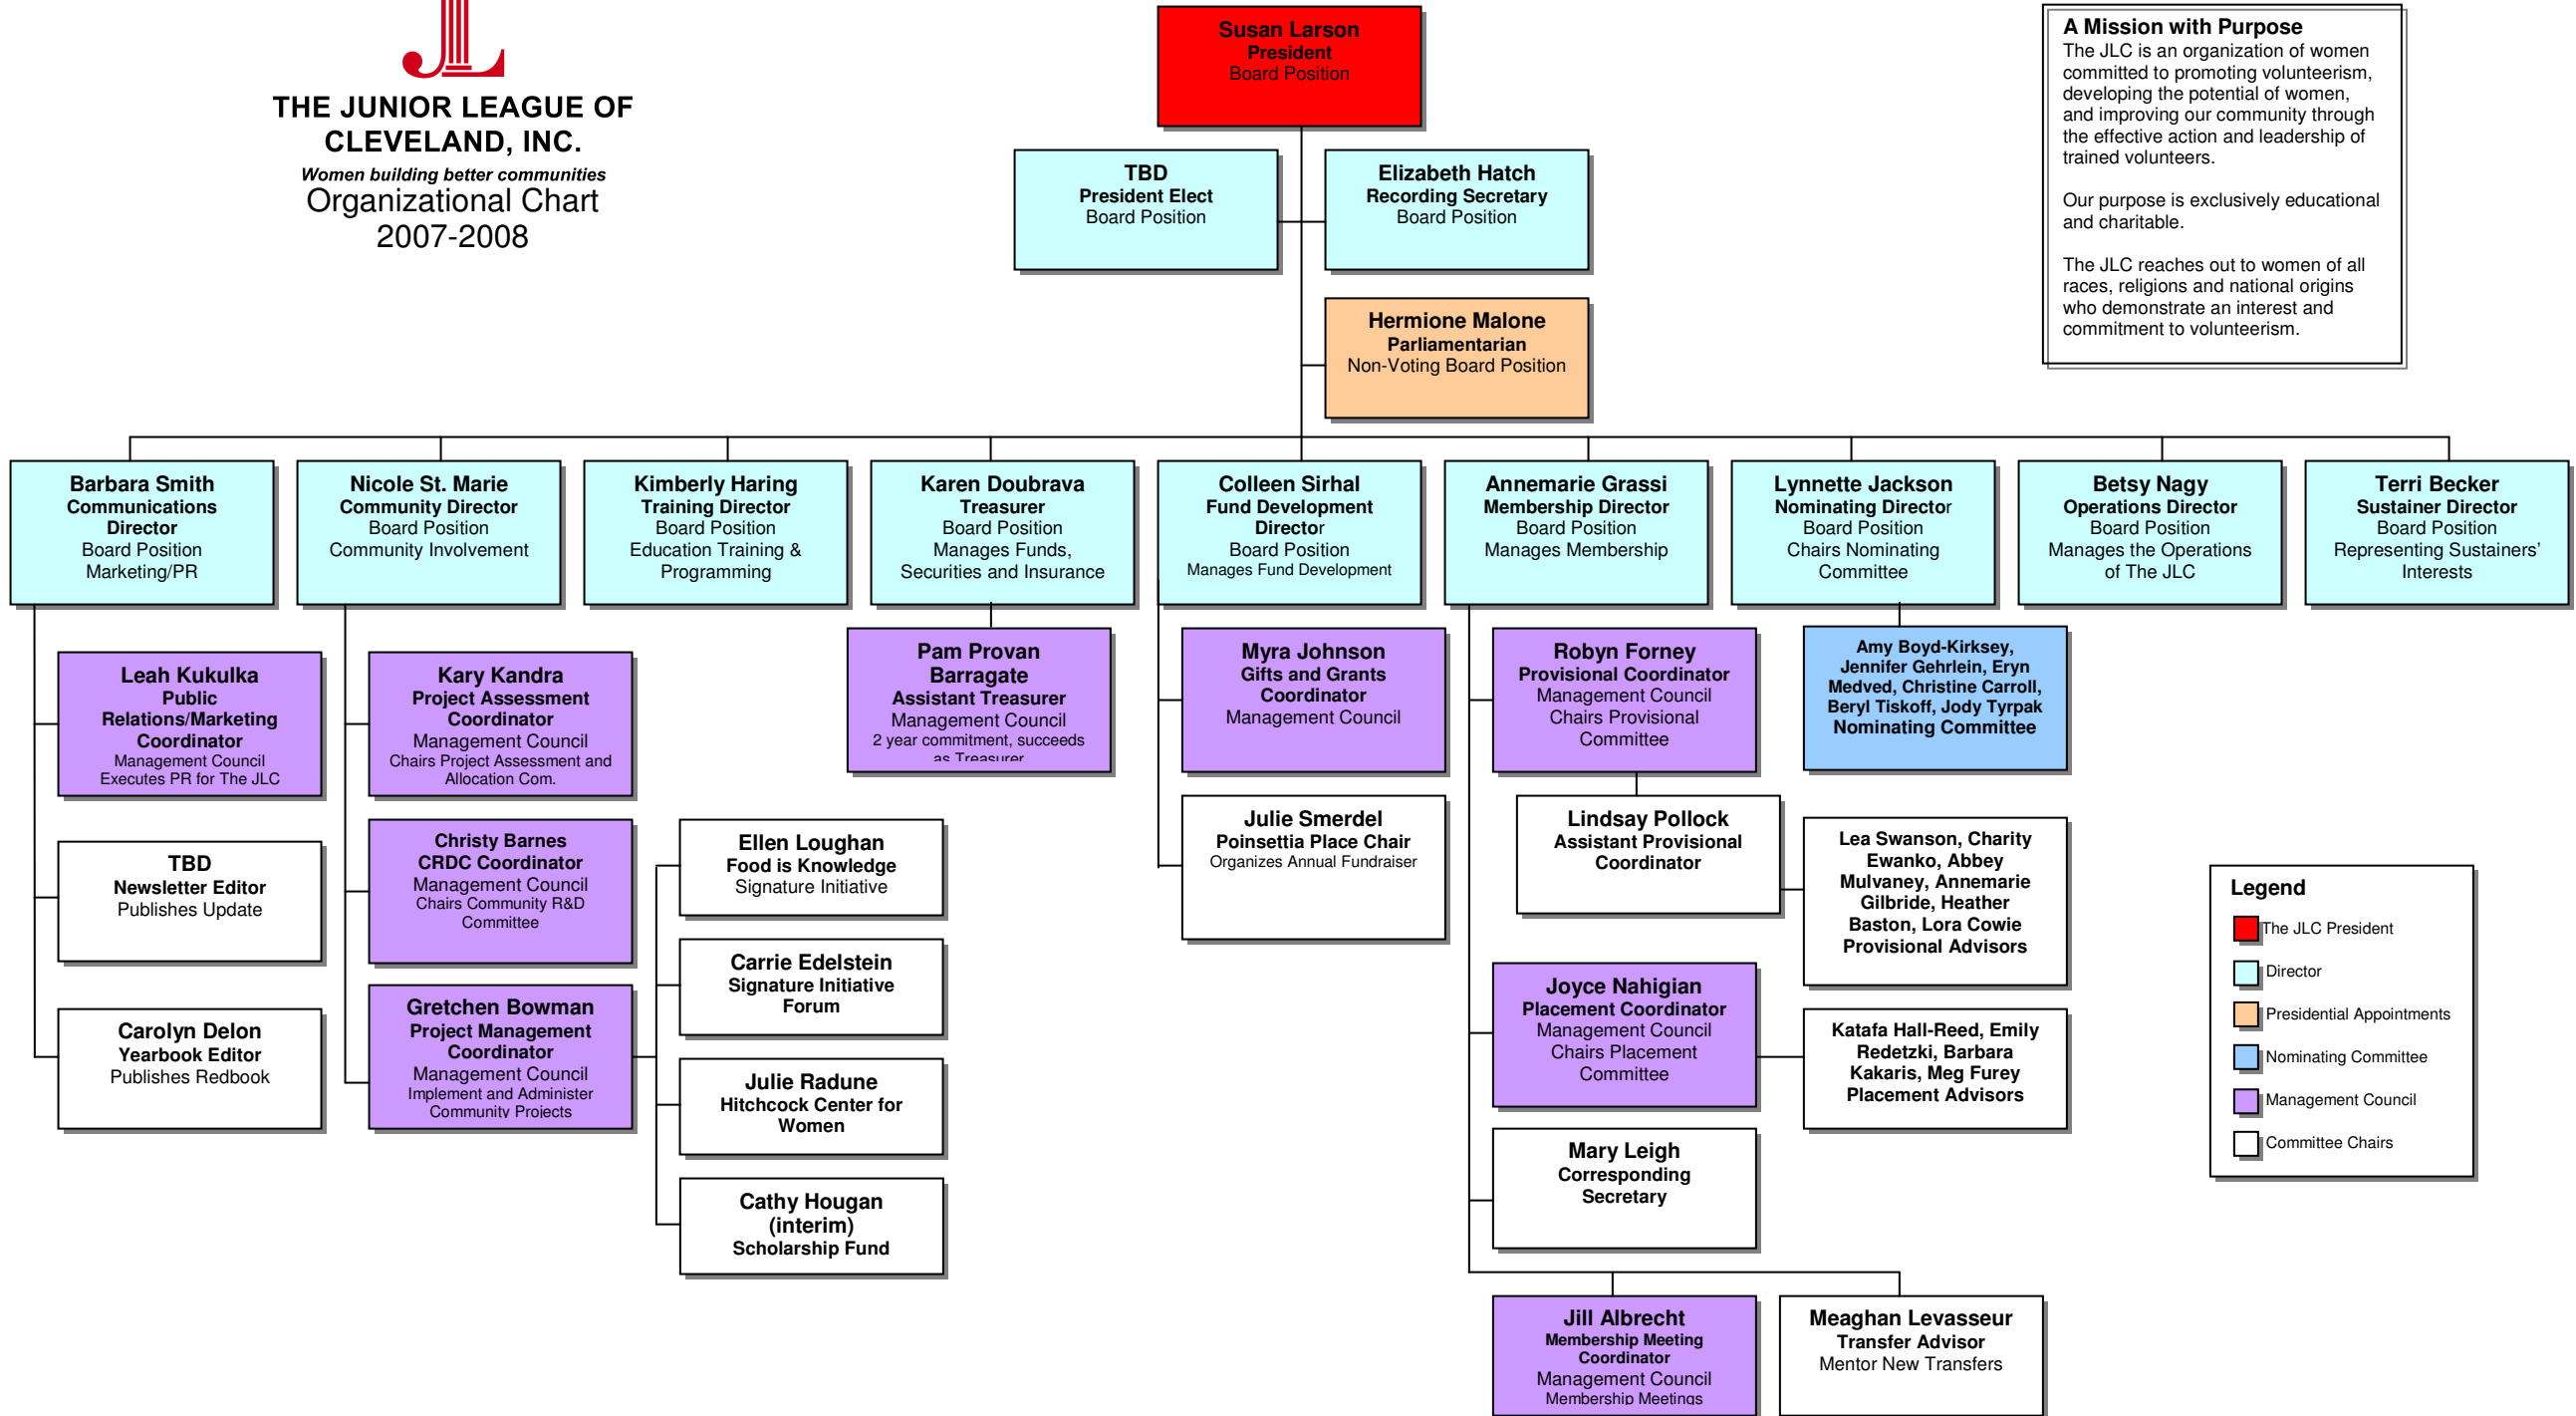 JL
THE JUNIOR LEAGUE OF
CLEVELAND, INC.
Women building better communities
Organizational Chart
2007-2008
Susan Larson
President
Board Position
A Mission with Purpose
The JLC is an organization of women
committed to promoting volunteerism,
developing the potential of women,
and improving our community through
the effective action and leadership of
trained volunteers.
Our purpose is exclusively educational
and charitable.
The JLC reaches out to women of all
races, religions and national origins
who demonstrate an interest and
commitment to volunteerism.
TBD
President Elect
Board Position
Elizabeth Hatch
Recording Secretary
Board Position
Hermione Malone
Parliamentarian
Non-Voting Board Position
Barbara Smith
Communications
Director
Board Position
Marketing/PR
Nicole St. Marie
Community Director
Board Position
Community Involvement
Kimberly Haring
Training Director
Board Position
Education Training &
Programming
Karen Doubrava
Treasurer
Board Position
Manages Funds,
Securities and Insurance
Colleen Sirhal
Fund Development
Director
Board Position
Manages Fund Development
Annemarie Grassi
Membership Director
Board Position
Manages Membership
Lynnette Jackson
Nominating Director
Board Position
Chairs Nominating
Committee
Betsy Nagy
Operations Director
Board Position
Manages the Operations
of The JLC
Terri Becker
Sustainer Director
Board Position
Representing Sustainers'
Interests
Leah Kukulka
Public
Relations/Marketing
Coordinator
Management Council
Executes PR for The JLC
TBD
Newsletter Editor
Publishes Update
Carolyn Delon
Yearbook Editor
Publishes Redbook
Kary Kandra
Project Assessment
Coordinator
Management Council
Chairs Project Assessment and
Allocation Com.
Christy Barnes
CRDC Coordinator
Management Council
Chairs Community R&D
Committee
Gretchen Bowman
Project Management
Coordinator
Management Council
Implement and Administer
Community Projects
Ellen Loughan
Food is Knowledge
Signature Initiative
Carrie Edelstein
Signature Initiative
Forum
Julie Radune
Hitchcock Center for
Women
Cathy Hougan
(interim)
Scholarship Fund
Pam Provan
Barragate
Assistant Treasurer
Management Council
2 year commitment, succeeds
as Treasurer
Myra Johnson
Gifts and Grants
Coordinator
Management Council
Julie Smerdel
Poinsettia Place Chair
Organizes Annual Fundraiser
Robyn Forney
Provisional Coordinator
Management Council
Chairs Provisional
Committee
Lindsay Pollock
Assistant Provisional
Coordinator
Joyce Nahigian
Placement Coordinator
Management Council
Chairs Placement
Committee
Mary Leigh
Corresponding
Secretary
Jill Albrecht
Membership Meeting
Coordinator
Management Council
Membership Meetings
Meaghan Levasseur
Transfer Advisor
Mentor New Transfers
Amy Boyd-Kirksey,
Jennifer Gehrlein, Eryn
Medved, Christine Carroll,
Beryl Tiskoff, Jody Tyrpak
Nominating Committee
Lea Swanson, Charity
Ewanko, Abbey
Mulvaney, Annemarie
Gilbride, Heather
Baston, Lora Cowie
Provisional Advisors
Katafa Hall-Reed, Emily
Redetzki, Barbara
Kakaris, Meg Furey
Placement Advisors
Legend
The JLC President
Director
Presidential Appointments
Nominating Committee
Management Council
Committee Chairs